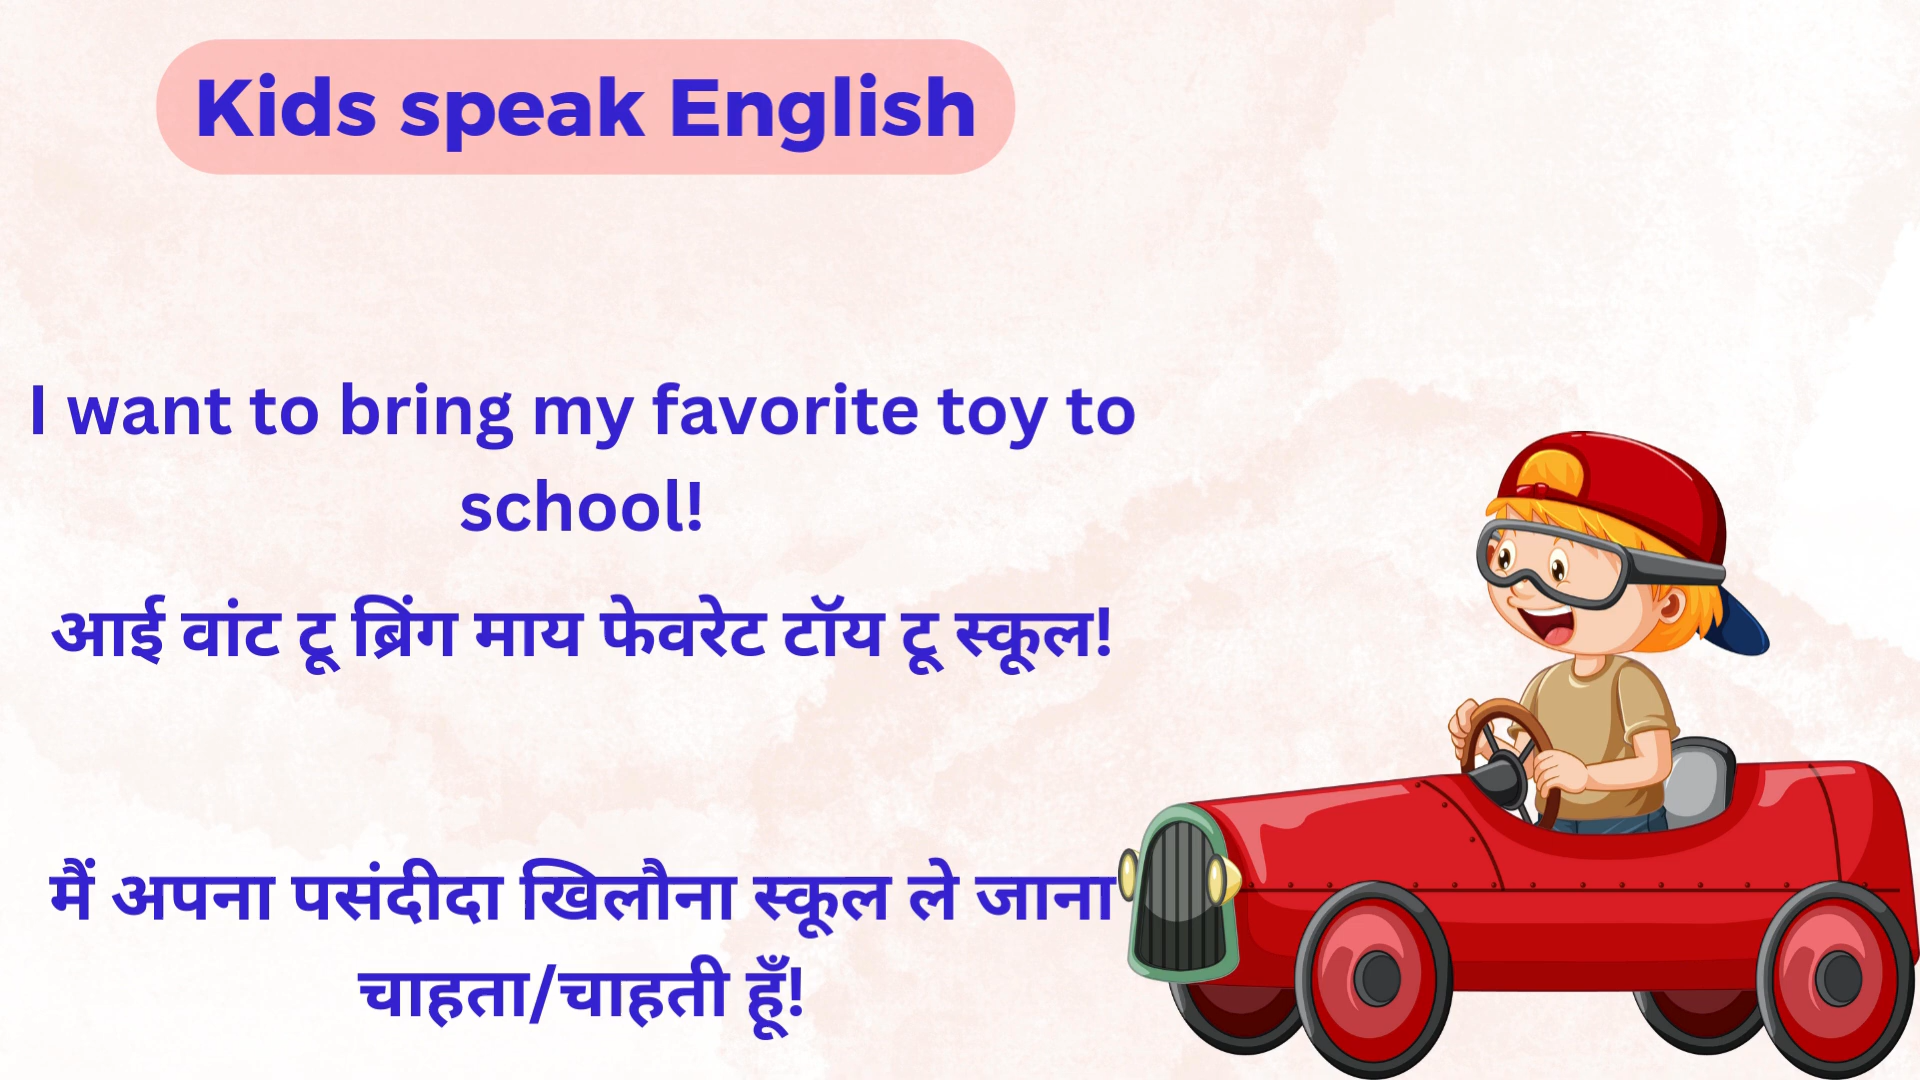 Kids speak English
I want to bring my favorite toy to
school!
आई वांट टू ब्रिंग माय फेवरेट टॉय टू स्कूल!
मैं अपना पसंदीदा खिलौना स्कूल ले जाना
चाहता/चाहती हूँ!